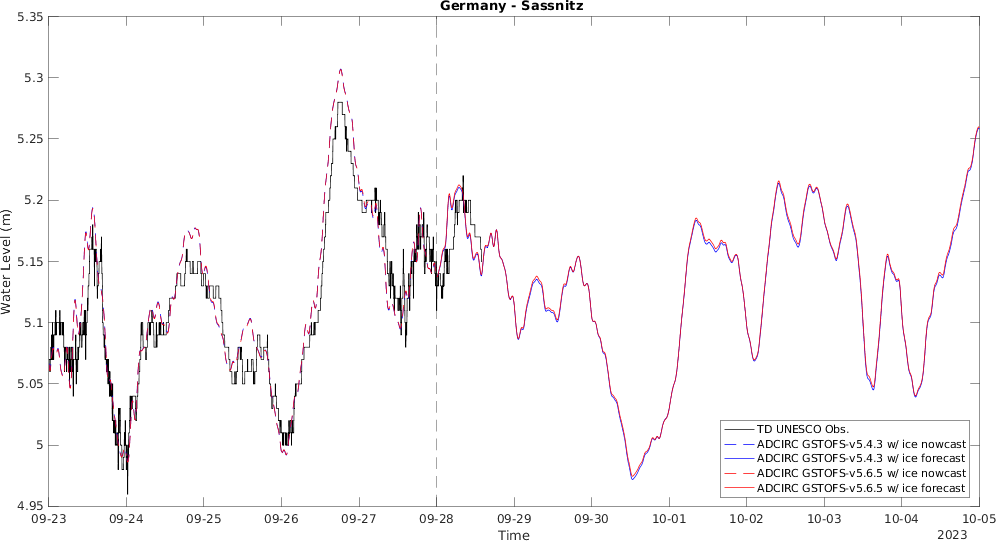 Germany - Sassnitz
5.35
5.3
5.25
5.2
5.15
5.1
5.05
5
4.95
Water Level (m)
09-23 09-24 09-25 09-26 09-27 09-28 09-29 09-30 10-01 10-02 10-03 10-04 10-05
Time
2023
TD UNESCO Obs.
ADCIRC GSTOFS-v5.4.3 w/ ice nowcast
ADCIRC GSTOFS-v5.4.3 w/ ice forecast
ADCIRC GSTOFS-v5.6.5 w/ ice nowcast
ADCIRC GSTOFS-v5.6.5 w/ ice forecast